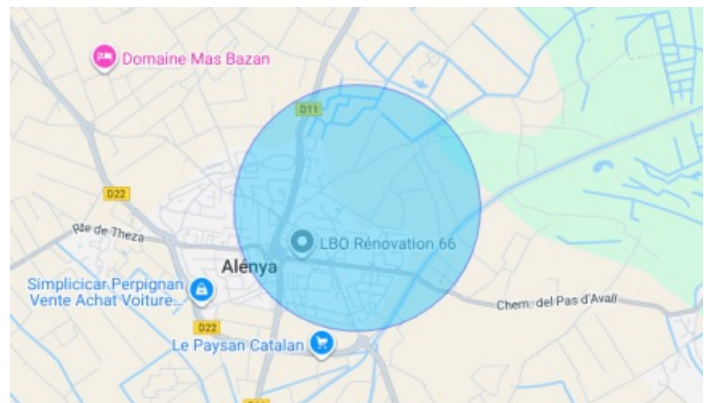 Domaine Mas Bazan
D11
D22
Rte de Theza
LBO Rénovation 66
Alénya
Simplicicar Perpignan
Vente Achat Voiture...
Chem. del Pas d'Avall
D22
Le Paysan Catalan